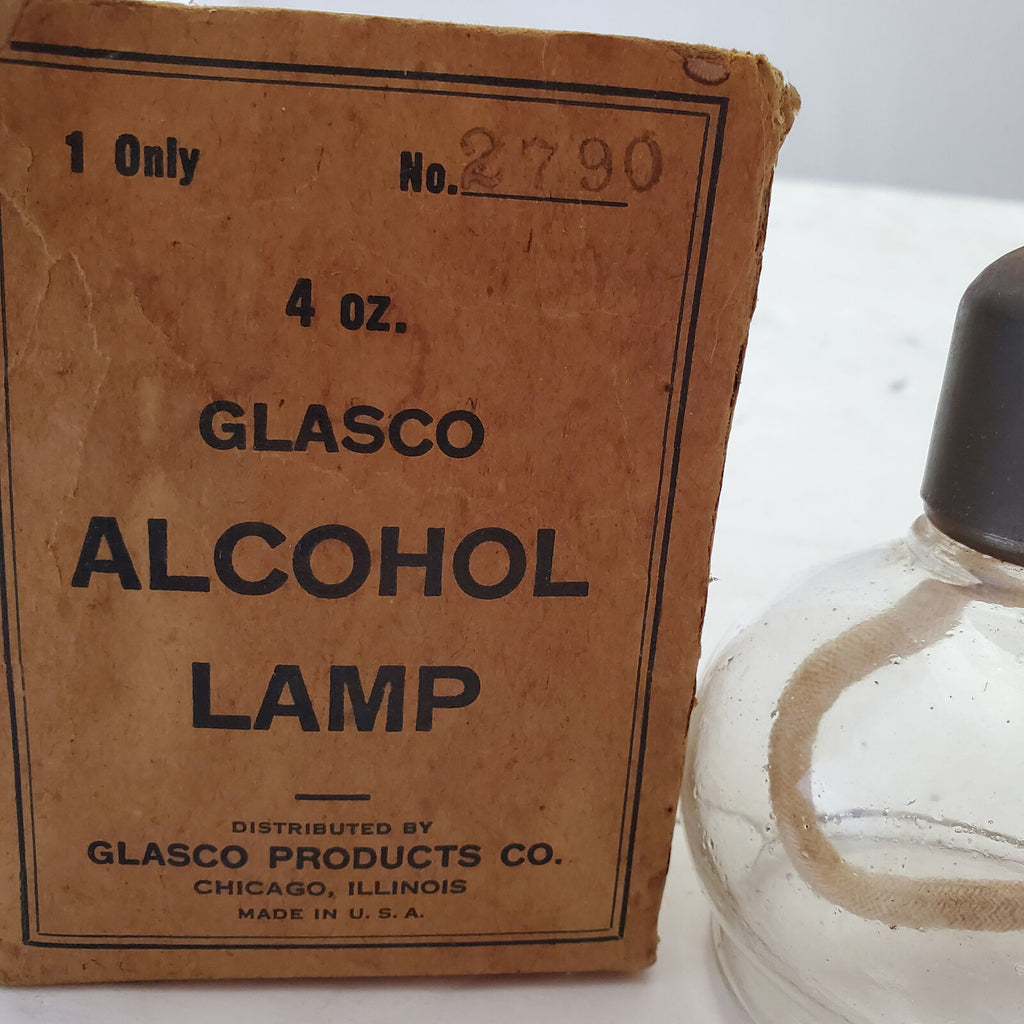 1 Only No. 2790
4 oz.
GLASCO
ALCOHOL
LAMP
DISTRIBUTED BY
GLASCO PRODUCTS CO.
CHICAGO, ILLINOIS
MADE IN U. S. A.